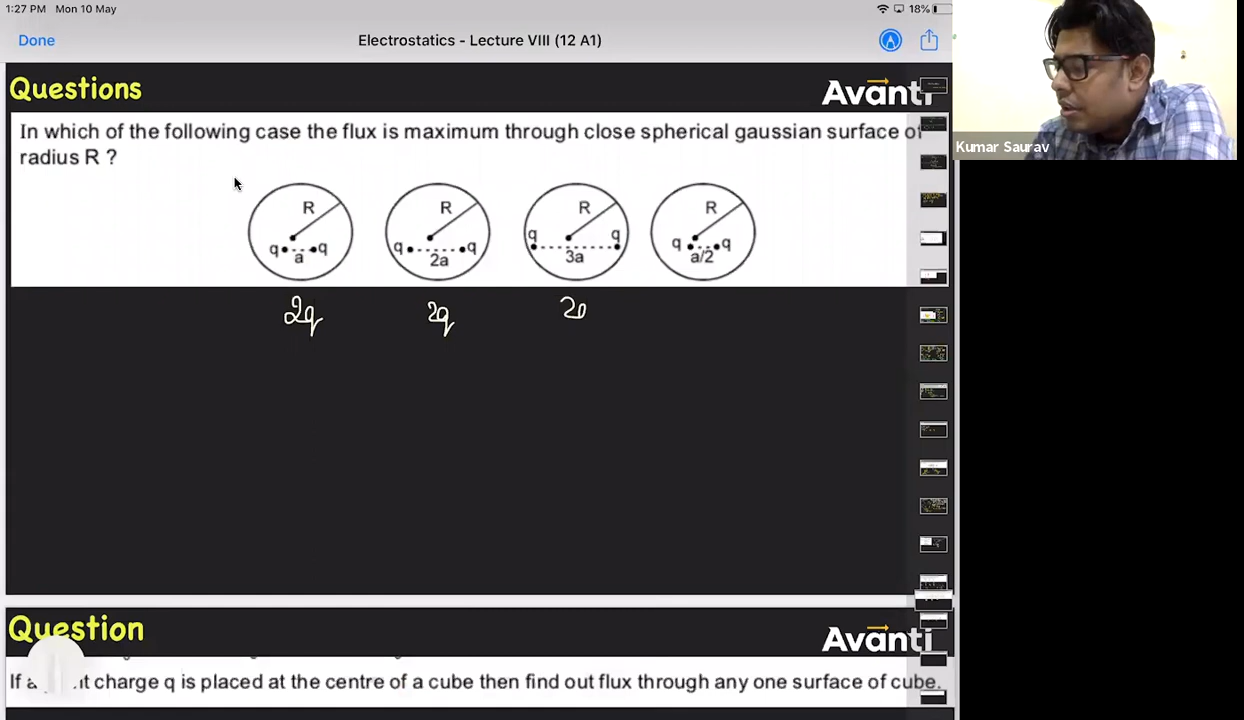 1:27 PM Mon 10 May
18%
Done
Electrostatics - Lecture VIII (12 A1)
Questions
Avanti
Kumar Saurav
In which of the following case the flux is maximum through close spherical gaussian surface of
radius R ?
R R R R
q q q q q q q q
a 2a 3a a/2
2q 2q
Question
Avanti
If a charge q is placed at the centre of a cube then find out flux through any one surface of cube.